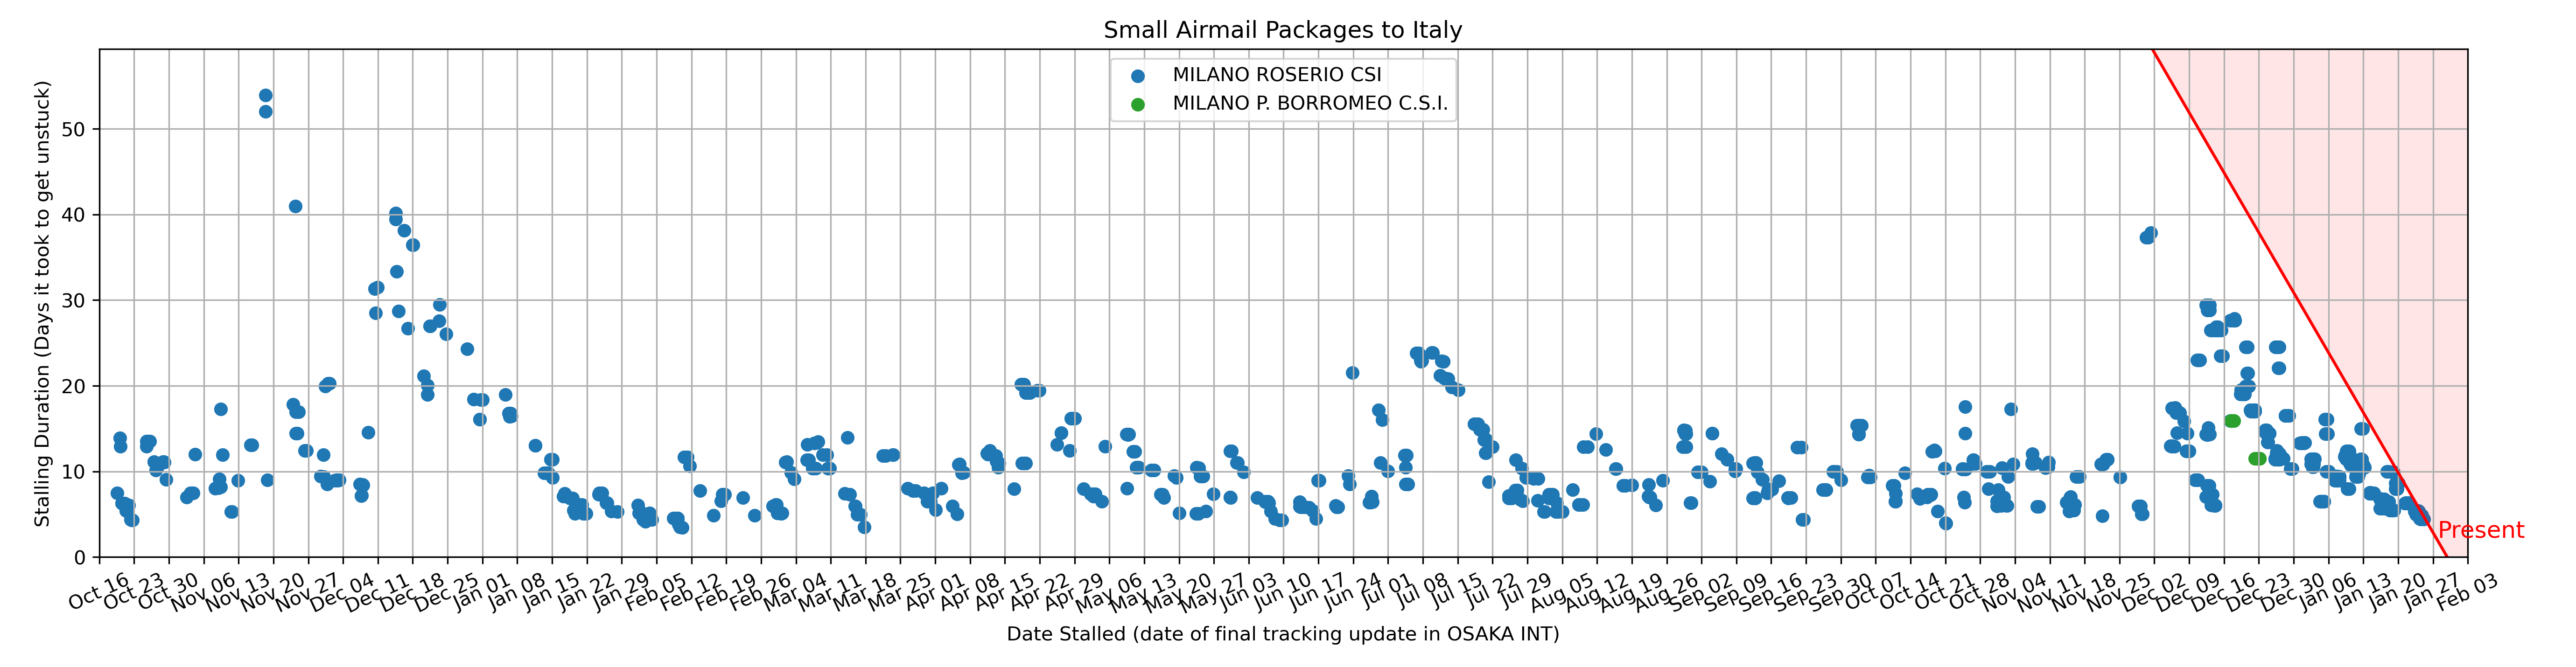 Small Airmail Packages to Italy
MILANO ROSERIO CSI
MILANO P. BORROMEO C.S.I.
Stalling Duration (Days it took to get unstuck)
50
40
30
20
10
0
Present
Oct 16
Oct 23
Oct 30
Nov 06
Nov 13
Nov 20
Nov 27
Dec 04
Dec 11
Dec 18
Dec 25
Jan 01
Jan 08
Jan 15
Jan 22
Jan 29
Feb 05
Feb 12
Feb 19
Feb 26
Mar 04
Mar 11
Mar 18
Mar 25
Apr 01
Apr 08
Apr 15
Apr 22
Apr 29
May 06
May 13
May 20
May 27
Jun 03
Jun 10
Jun 17
Jun 24
Jul 01
Jul 08
Jul 15
Jul 22
Jul 29
Aug 05
Aug 12
Aug 19
Aug 26
Sep 02
Sep 09
Sep 16
Sep 23
Sep 30
Oct 07
Oct 14
Oct 21
Oct 28
Nov 04
Nov 11
Nov 18
Nov 25
Dec 02
Dec 09
Dec 16
Dec 23
Dec 30
Jan 06
Jan 13
Jan 20
Jan 27
Feb 03
Date Stalled (date of final tracking update in OSAKA INT)